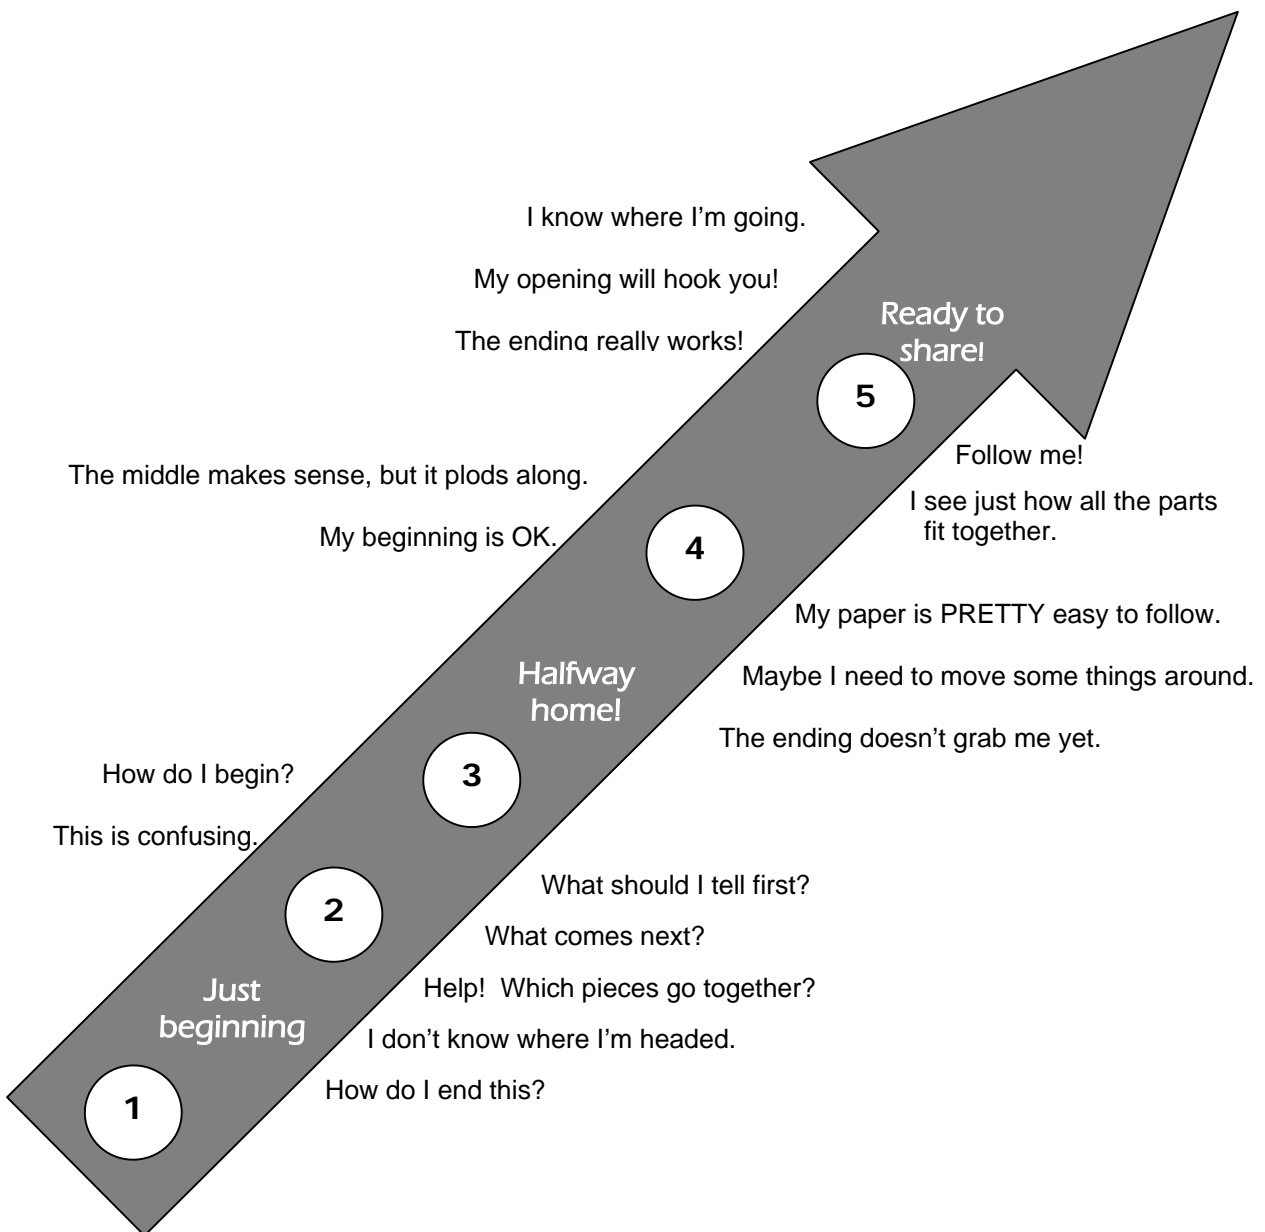 I know where I'm going.
My opening will hook you!
Ready to
share!
The ending really works!
5
Follow me!
The middle makes sense, but it plods along.
I see just how all the parts
fit together.
My beginning is OK.
4
My paper is PRETTY easy to follow.
Halfway
home!
Maybe I need to move some things around.
The ending doesn't grab me yet.
How do I begin?
3
This is confusing.
What should I tell first?
2
What comes next?
Help!  Which pieces go together?
Just
beginning
I don't know where I'm headed.
How do I end this?
1